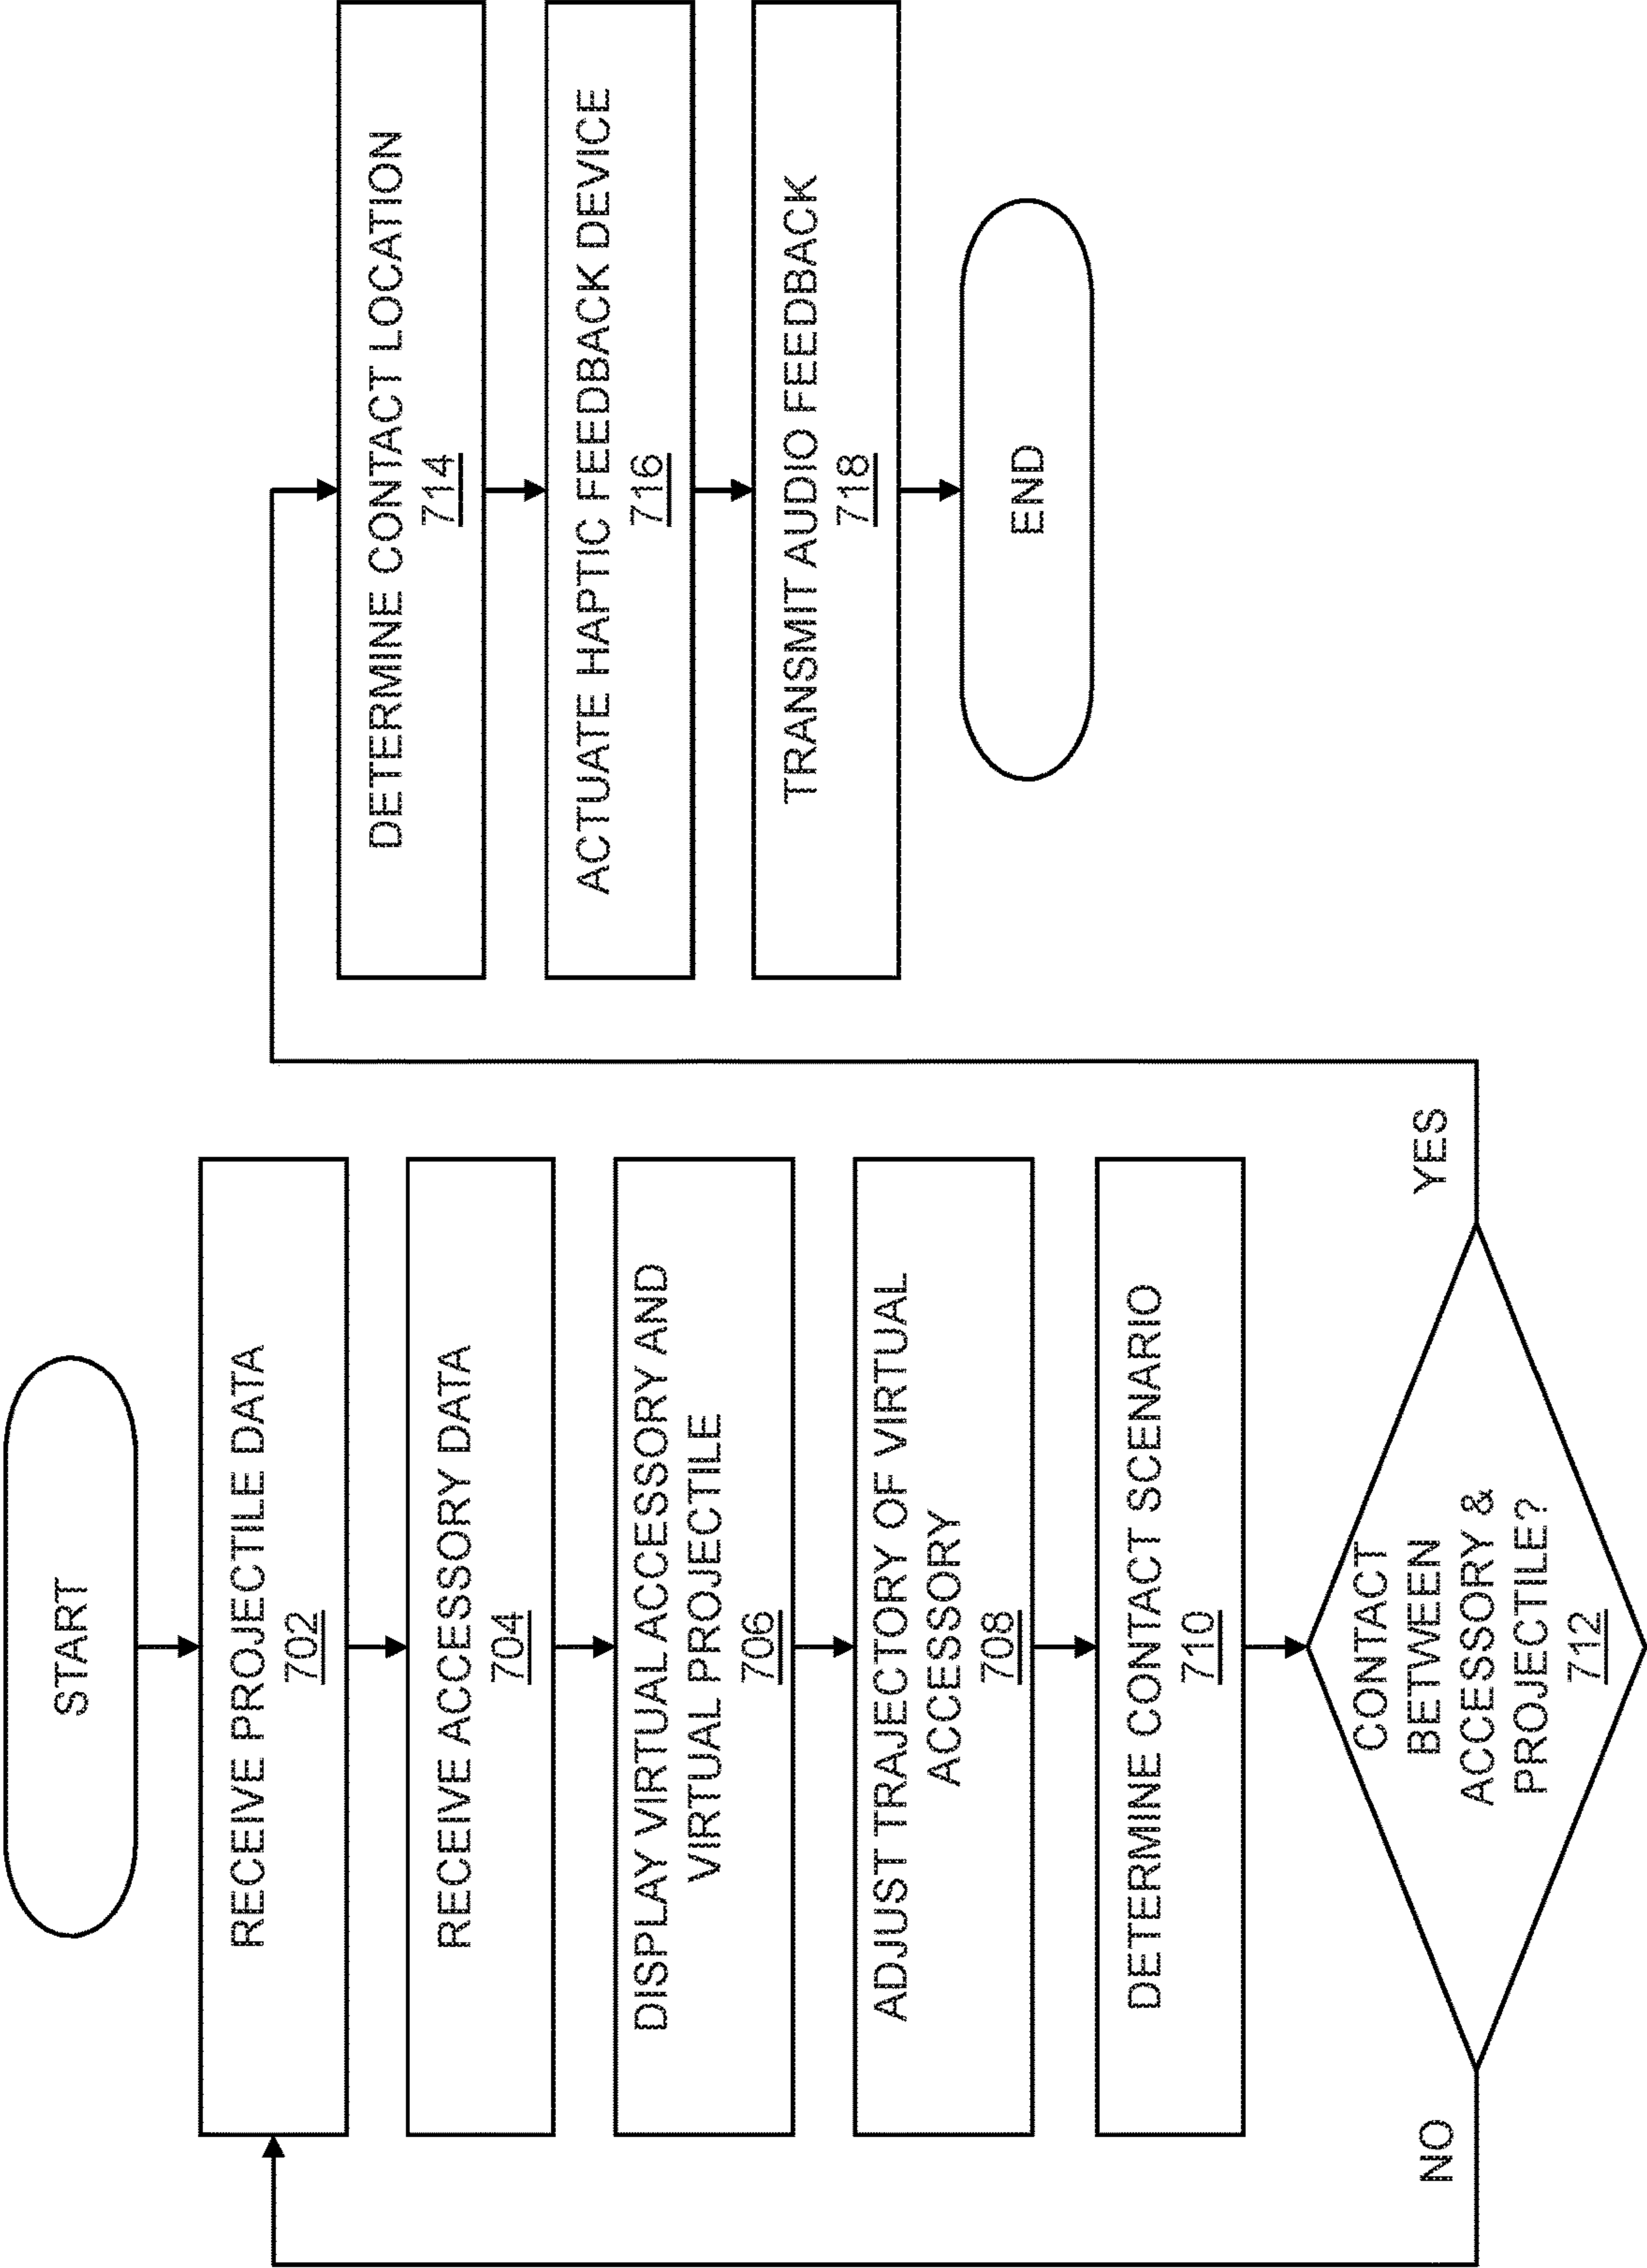 START
RECEIVE PROJECTILE DATA
702
RECEIVE ACCESSORY DATA
704
DISPLAY VIRTUAL ACCESSORY AND
VIRTUAL PROJECTILE
706
ADJUST TRAJECTORY OF VIRTUAL
ACCESSORY
708
DETERMINE CONTACT SCENARIO
710
CONTACT
BETWEEN
ACCESSORY &
PROJECTILE?
712
NO
YES
DETERMINE CONTACT LOCATION
714
ACTUATE HAPTIC FEEDBACK DEVICE
716
TRANSMIT AUDIO FEEDBACK
718
END